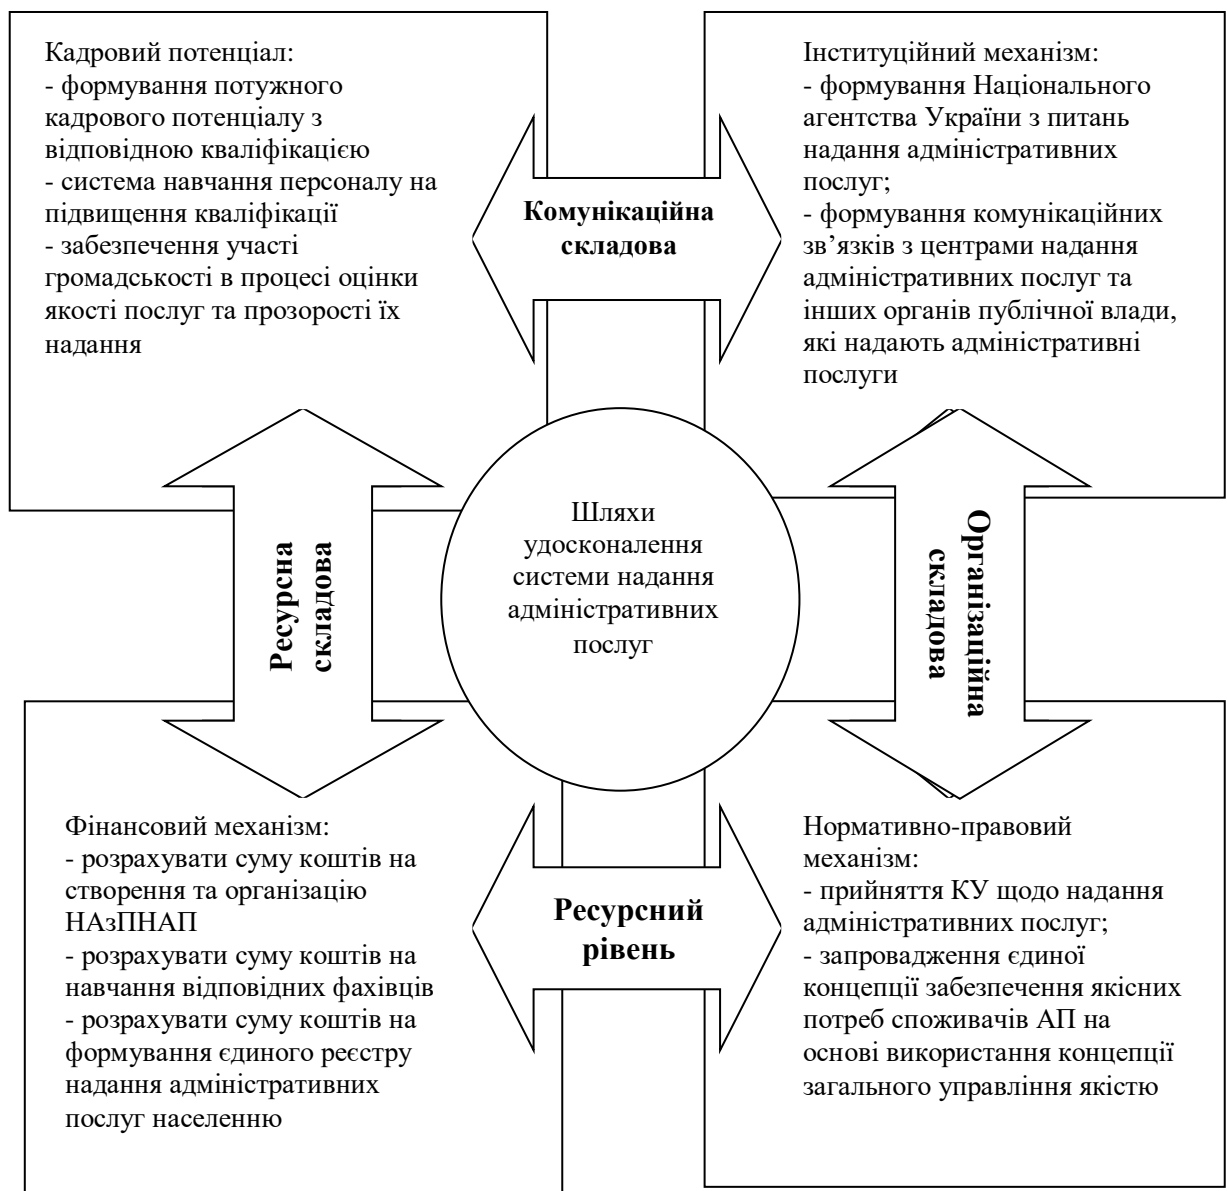 Кадровий потенціал:
- формування потужного
кадрового потенціалу з
відповідною кваліфікацією
- система навчання персоналу на
підвищення кваліфікації
- забезпечення участі
громадськості в процесі оцінки
якості послуг та прозорості їх
надання
Комунікаційна
складова
Інституційний механізм:
- формування Національного
агентства України з питань
надання адміністративних
послуг;
- формування комунікаційних
зв’язків з центрами надання
адміністративних послуг та
інших органів публічної влади,
які надають адміністративні
послуги
Ресурсна
складова
Шляхи
удосконалення
системи надання
адміністративних
послуг
Організаційна
складова
Фінансовий механізм:
- розрахувати суму коштів на
створення та організацію
НАзПНАП
- розрахувати суму коштів на
навчання відповідних фахівців
- розрахувати суму коштів на
формування єдиного реєстру
надання адміністративних
послуг населенню
Ресурсний
рівень
Нормативно-правовий
механізм:
- прийняття КУ щодо надання
адміністративних послуг;
- запровадження єдиної
концепції забезпечення якісних
потреб споживачів АП на
основі використання концепції
загального управління якістю